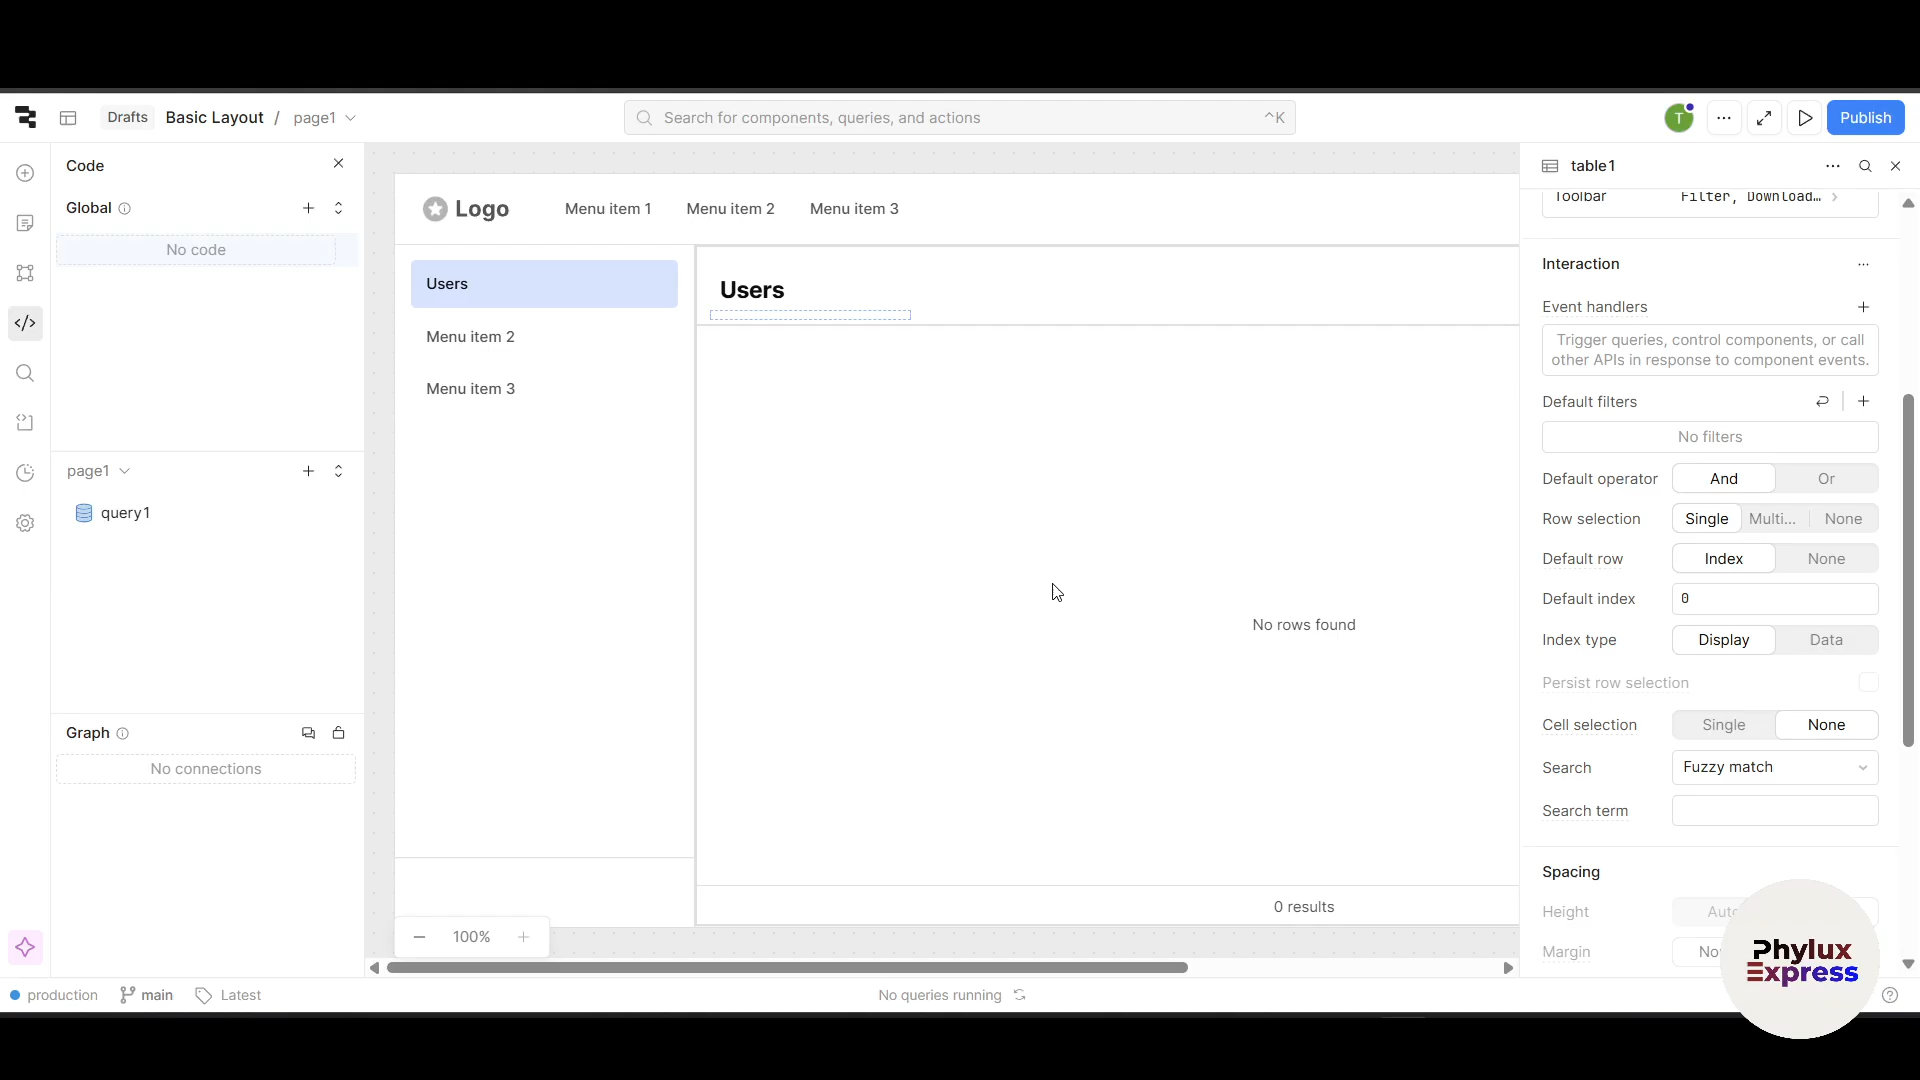 Drafts Basic Layout / page1
Search for components, queries, and actions ^K
T
Publish
Code
Global
No code
page1
query1
Graph
No connections
Logo Menu item 1 Menu item 2 Menu item 3
Users
Menu item 2
Menu item 3
Users
No rows found
0 results
100%
table1
Toolbar Filter, Download…
Interaction
Event handlers
Trigger queries, control components, or call
other APIs in response to component events.
Default filters
No filters
Default operator And Or
Row selection Single Multi... None
Default row Index None
Default index 0
Index type Display Data
Persist row selection
Cell selection Single None
Search Fuzzy match
Search term
Spacing
Height
Margin
Phylux
Express
production main Latest
No queries running